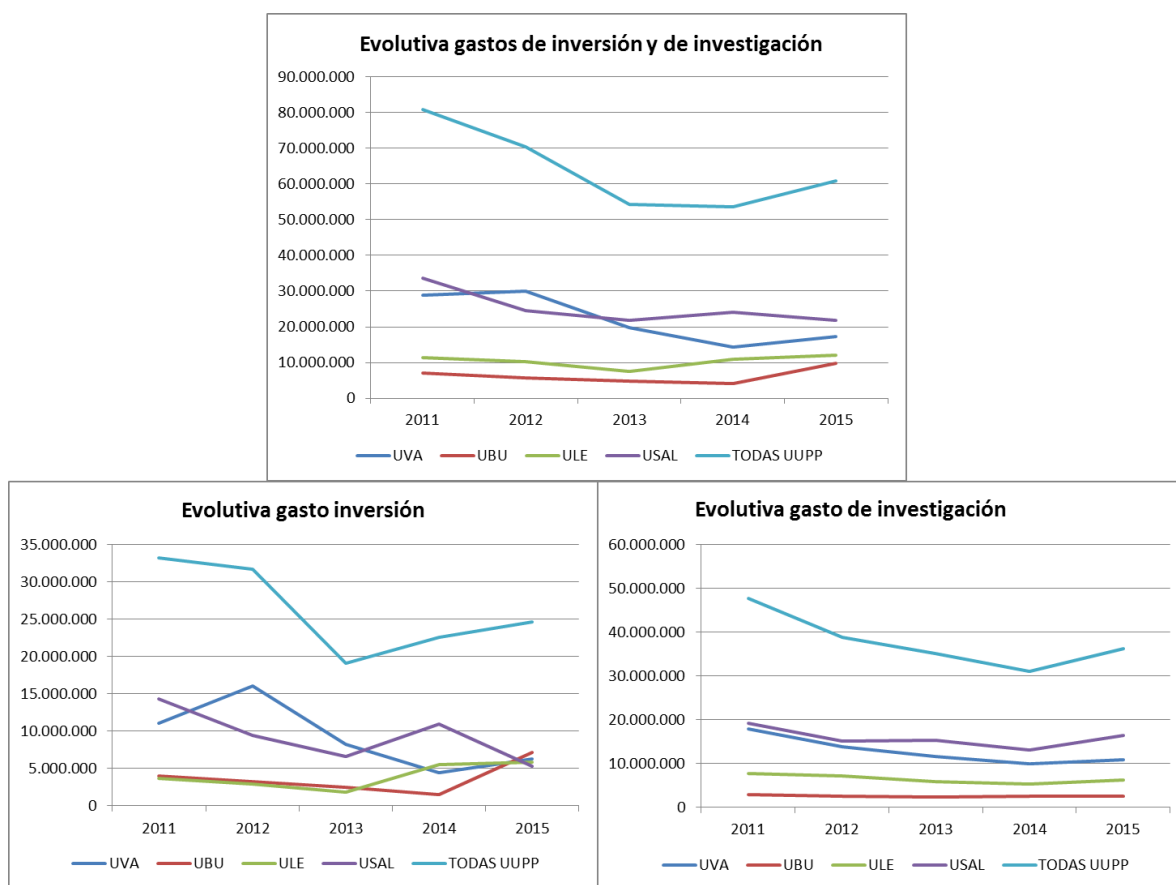 Evolutiva gastos de inversión y de investigación
90.000.000
80.000.000
70.000.000
60.000.000
50.000.000
40.000.000
30.000.000
20.000.000
10.000.000
0
2011 2012 2013 2014 2015
UVA UBU ULE USAL TODAS UUPP
Evolutiva gasto inversión
35.000.000
30.000.000
25.000.000
20.000.000
15.000.000
10.000.000
5.000.000
0
2011 2012 2013 2014 2015
UVA UBU ULE USAL TODAS UUPP
Evolutiva gasto de investigación
60.000.000
50.000.000
40.000.000
30.000.000
20.000.000
10.000.000
0
2011 2012 2013 2014 2015
UVA UBU ULE USAL TODAS UUPP